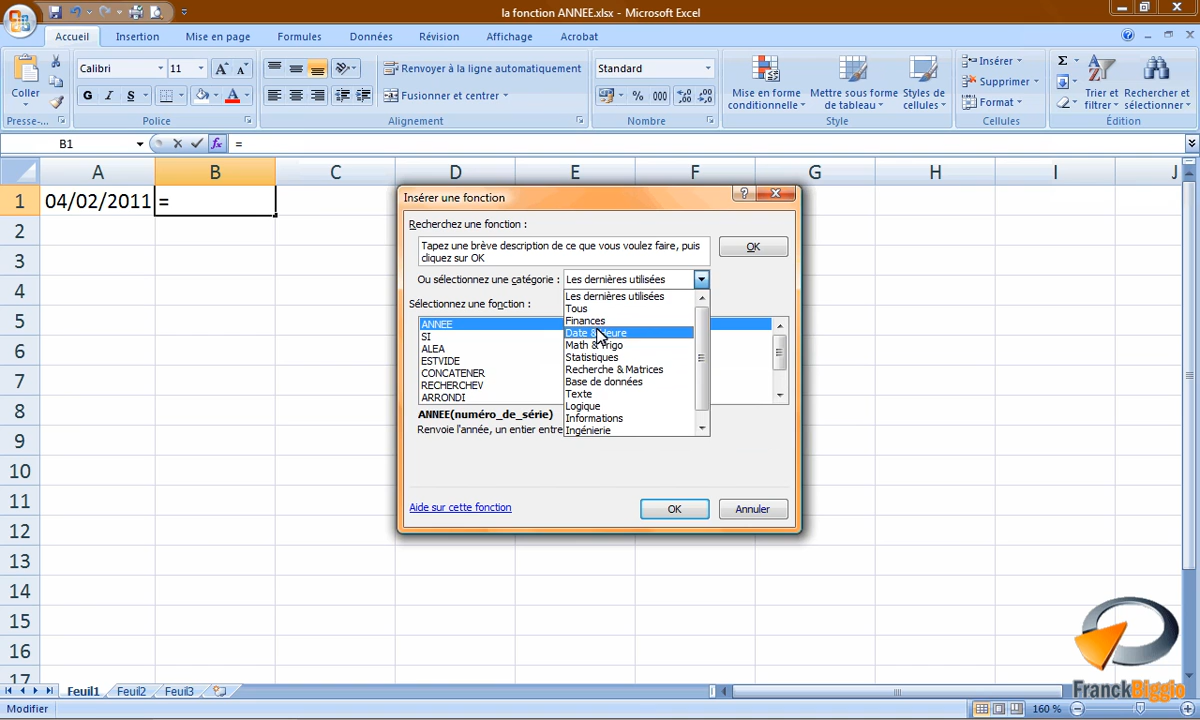 la fonction ANNEE.xlsx - Microsoft Excel
Accueil Insertion Mise en page Formules Données Révision Affichage Acrobat
Coller
Calibri 11
G I S
Renvoyer à la ligne automatiquement
Fusionner et centrer
Standard
% 000
Mise en forme conditionnelle
Mettre sous forme de tableau
Styles de cellules
Insérer
Supprimer
Format
Trier et filtrer
Rechercher et sélectionner
Presse-... Police Alignement Nombre Style Cellules Édition
B1 fx =
A B C D E F G H I J
1 04/02/2011 =
2
3
4
5
6
7
8
9
10
11
12
13
14
15
16
17
Insérer une fonction
Recherchez une fonction :
Tapez une brève description de ce que vous voulez faire, puis
cliquez sur OK
OK
Ou sélectionnez une catégorie : Les dernières utilisées
Les dernières utilisées
Tous
Finances
Date & Heure
Math & Trigo
Statistiques
Recherche & Matrices
Base de données
Texte
Logique
Informations
Ingénierie
Sélectionnez une fonction :
ANNEE
SI
ALEA
ESTVIDE
CONCATENER
RECHERCHEV
ARRONDI
ANNEE(numéro_de_série)
Renvoie l'année, un entier entre
Aide sur cette fonction
OK Annuler
FranckBiggio
Feuil1 Feuil2 Feuil3
Modifier 160 %